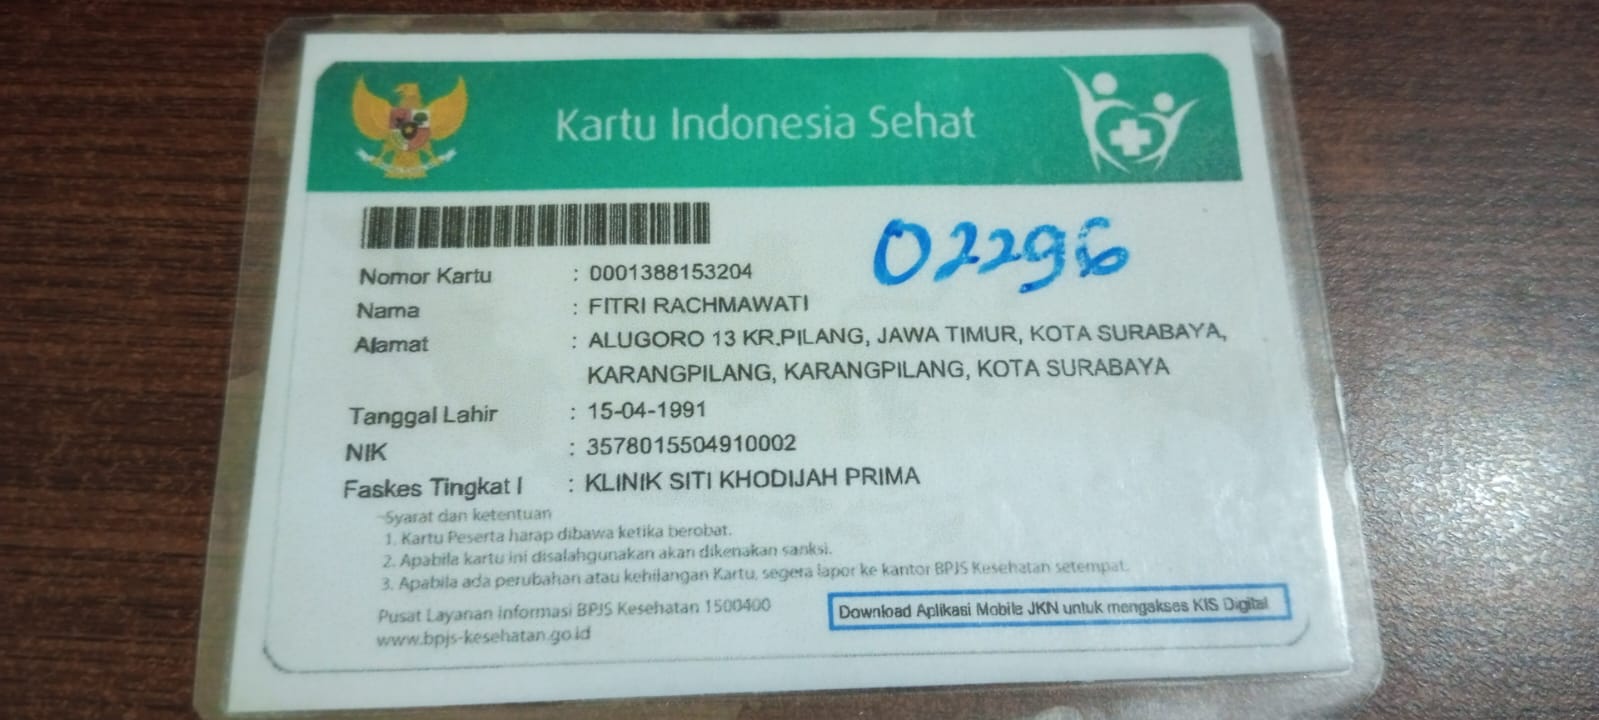 Kartu Indonesia Sehat
02296
Nomor Kartu : 0001388153204
Nama : FITRI RACHMAWATI
Alamat : ALUGORO 13 KR.PILANG, JAWA TIMUR, KOTA SURABAYA,
KARANGPILANG, KARANGPILANG, KOTA SURABAYA
Tanggal Lahir : 15-04-1991
NIK : 3578015504910002
Faskes Tingkat I : KLINIK SITI KHODIJAH PRIMA
Syarat dan ketentuan
1. Kartu Peserta harap dibawa ketika berobat.
2. Apabila kartu ini disalahgunakan akan dikenakan sanksi.
3. Apabila ada perubahan atau kehilangan Kartu, segera lapor ke kantor BPJS Kesehatan setempat.
Pusat Layanan Informasi BPJS Kesehatan 1500400
www.bpjs-kesehatan.go.id
Download Aplikasi Mobile JKN untuk mengakses KIS Digital